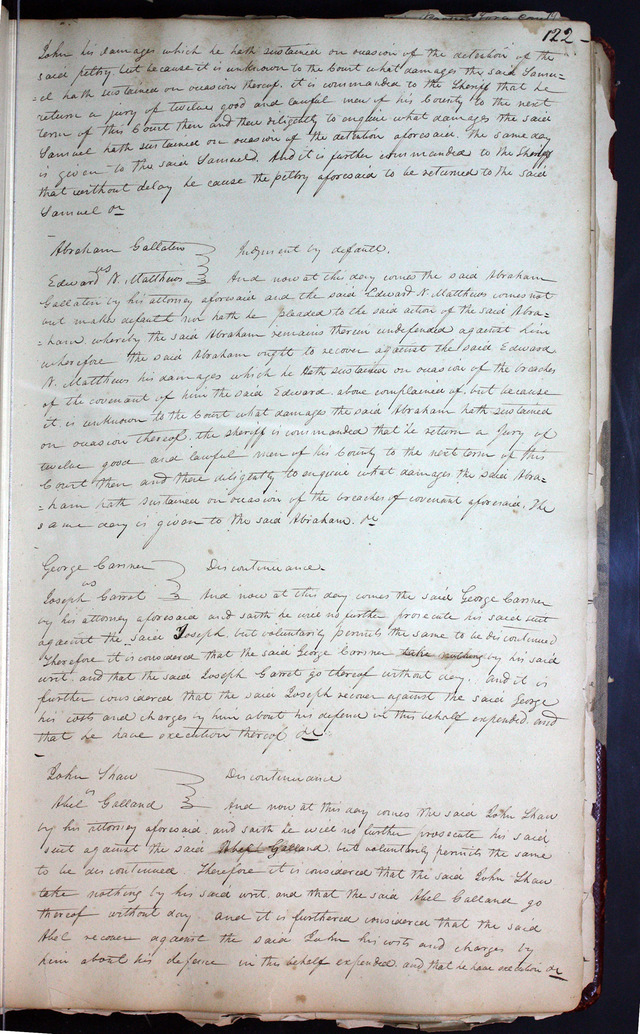 122
John his damages which he hath sustained on occasion of the detention of the
said peltry but because it is unknown to the Court what damages the said Samu-
-el hath sustained on occasion thereof, it is commanded to the Sheriff that he
return a jury of twelve good and lawful men of his County to the next
term of this Court then and there diligently to enquire what damages the said
Samuel hath sustained on occasion of the detention aforesaid. The same day
is given to the said Samuel. And it is further commanded to the Sheriff
that without delay he cause the peltry aforesaid to be returned to the said
Samuel &c
Abraham Gallaten
vs
Judgment by default.
Edward N. Matthews
And now at this day comes the said Abraham
Gallaten by his attorney aforesaid and the said Edward N. Matthews comes not
but makes default nor hath he pleaded to the said action of the said Abra-
-ham, whereby the said Abraham remains therein undefended against him
wherefore the said Abraham ought to recover against the said Edward
N. Matthews his damages which he hath sustained on occasion of the breaches
of the covenant of him the said Edward above complained of, but because
it is unknown to the Court what damages the said Abraham hath sustained
on occasion thereof the sheriff is commanded that he return a Jury of
twelve good and lawful men of his County to the next term of this
Court then and there diligently to enquire what damages the said Abra-
-ham hath sustained on occasion of the breaches of covenant aforesaid. The
same day is given to the said Abraham. &c
George Carsner
vs
Discontinuance
Joseph Garret
And now at this day comes the said George Carsner
by his attorney aforesaid and saith he will no further prosecute his said suit
against the said Joseph, but voluntarily permits the same to be discontinued
Therefore it is considered that the said George Carsner take nothing by his said
writ, and that the said Joseph Garret go thereof without day. and it is
further considered that the said Joseph recover against the said George
his costs and charges by him about his defence in this behalf expended and
that he have execution thereof &c
John Shaw
vs
Discontinuance
Abel Galland
And now at this day comes the said John Shaw
by his attorney aforesaid, and saith he will no further prosecute his said
suit against the said Abel Galland, but voluntarily permits the same
to be discontinued. Therefore it is considered that the said John Shaw
take nothing by his said writ, and that the said Abel Galland go
thereof without day and it is furthered considered that the said
Abel recover against the said John his costs and charges by
him about his defence in this behalf expended and that he have execution &c